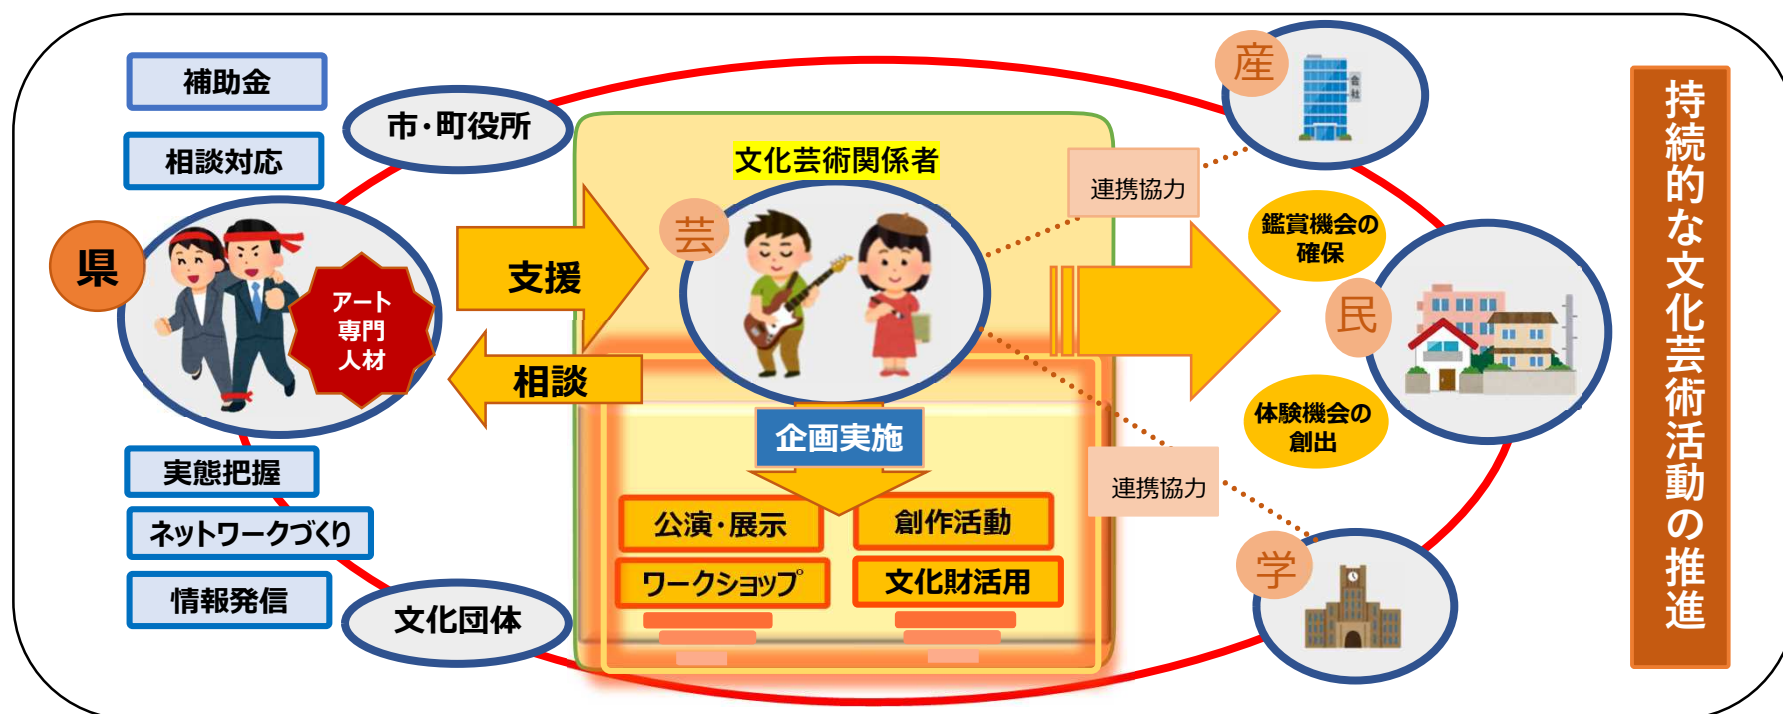 補助金
相談対応
市・町役所
県
アート
専門
人材
実態把握
ネットワークづくり
情報発信
文化団体
支援
相談
文化芸術関係者
芸
企画実施
公演・展示
創作活動
ワークショップ
文化財活用
連携協力
連携協力
産
会社
鑑賞機会の
確保
民
体験機会の
創出
学
持続的な文化芸術活動の推進